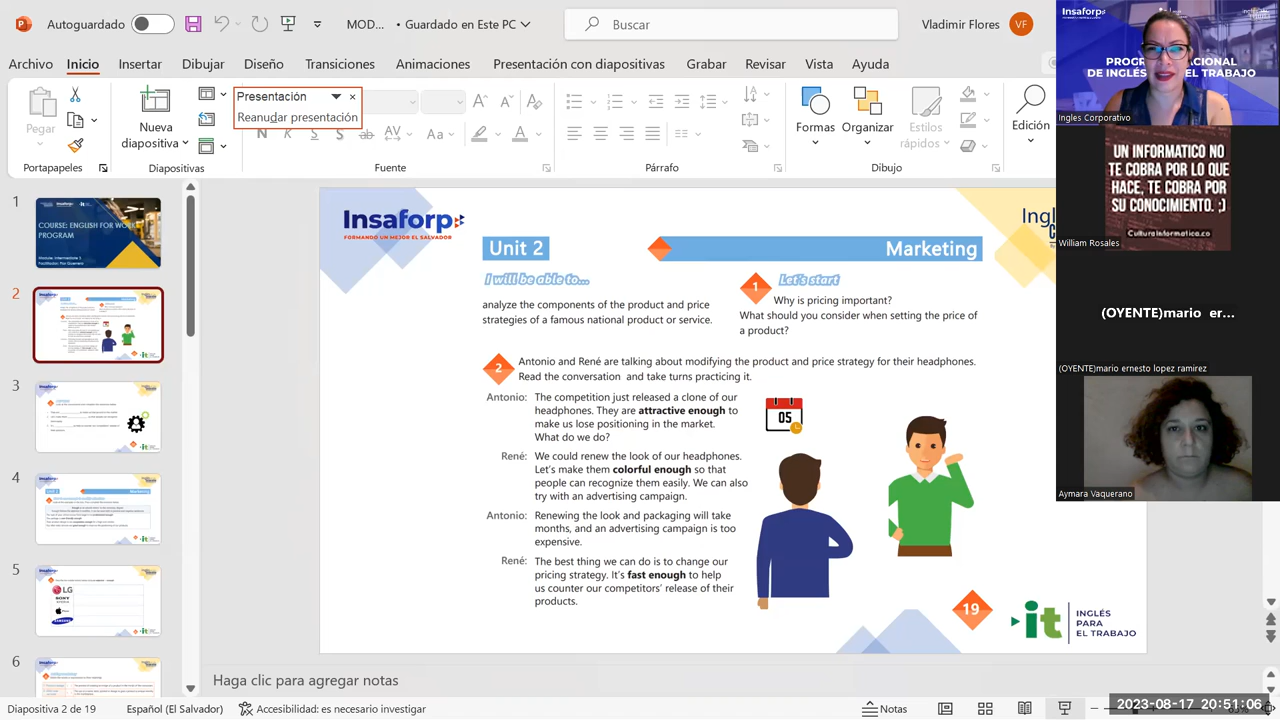 Autoguardado
Guardado en Este PC
Buscar
Vladimir Flores
VF
Archivo Inicio Insertar Dibujar Diseño Transiciones Animaciones Presentación con diapositivas Grabar Revisar Vista Ayuda
Pegar
Nueva
diapositiva
Presentación
Reanudar presentación
N K S S AV Aa
Formas
Organizar
Estilos
rápidos
Edición
Portapapeles
Diapositivas
Fuente
Párrafo
Dibujo
1
COURSE: ENGLISH FOR WORK
PROGRAM
2
3
4
5
LG
SONY
SAMSUNG
6
Insaforp
FORMANDO UN MEJOR EL SALVADOR
Unit 2
Marketing
I will be able to...
analyze the components of the product and price
strategies of a famous national product or service.
1
Let's start
Why is pricing important?
What should you consider when setting the price of
a product?
2
Antonio and René are talking about modifying the product and price strategy for their headphones.
Read the conversation and take turns practicing it.
Antonio: The competition just released a clone of our
headphones. They are attractive enough to
make us lose positioning in the market.
What do we do?
René: We could renew the look of our headphones.
Let's make them colorful enough so that
people can recognize them easily. We can also
try with an advertising campaign.
Antonio: Renewing the look and packaging will take
months, and an advertising campaign is too
expensive.
René: The best thing we can do is to change our
pricing strategy. It's fast enough to help
us counter our competitors' release of their
products.
05
19
it
INGLÉS
PARA
EL TRABAJO
Insaforp
Ingles Corporativo
UN INFORMATICO NO
TE COBRA POR LO QUE
HACE, TE COBRA POR
SU CONOCIMIENTO. ;)
CulturaInformatica.co
William Rosales
(OYENTE)mario er...
(OYENTE)mario ernesto lopez ramirez
Aymara Vaquerano
Haga clic para agregar notas
Diapositiva 2 de 19
Español (El Salvador)
Accesibilidad: es necesario investigar
Notas
2023-08-17 20:51:06